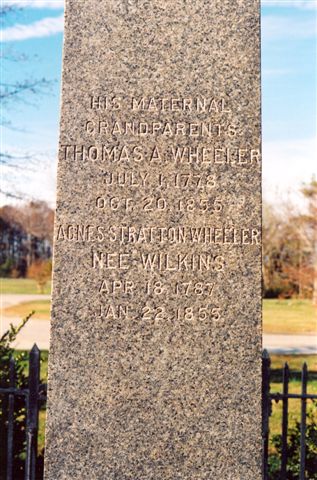 HIS MATERNAL
GRANDPARENTS
THOMAS A. WHEELER
JULY 1, 1778
OCT. 20, 1855
AGNES STRATTON WHEELER
NEE WILKINS
APR. 18, 1787
JAN. 22, 1855